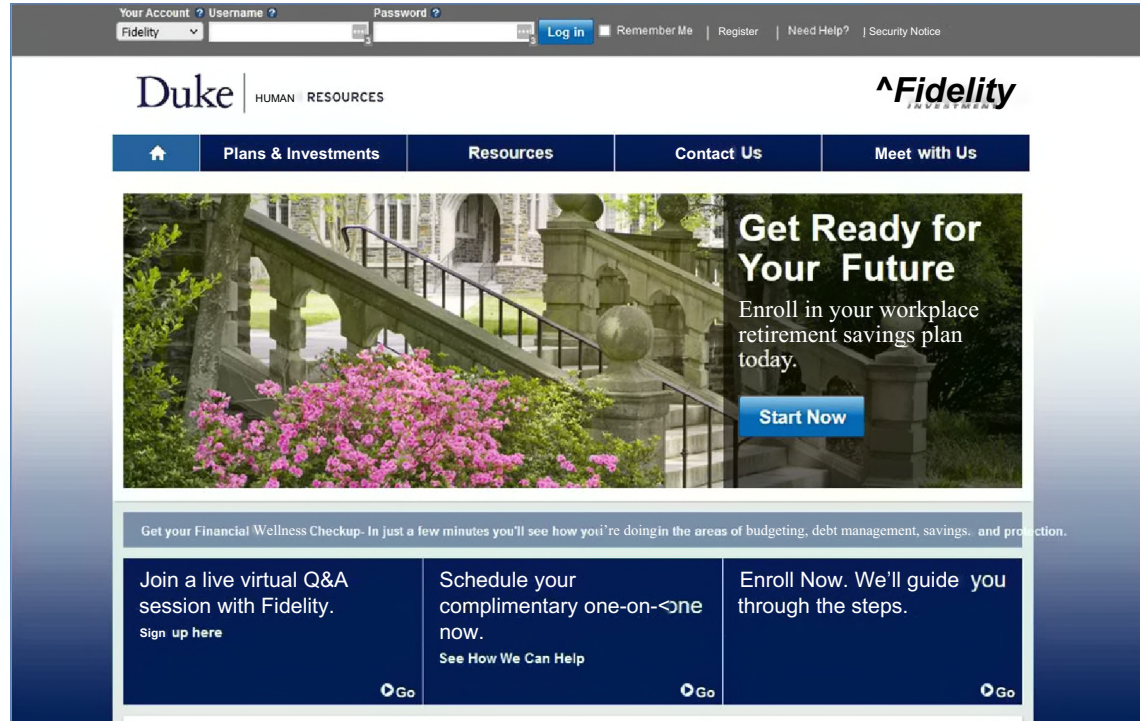 Your Account ? Username ? Password ?
Fidelity Log in Remember Me | Register | Need Help? | Security Notice
3 3
Duke HUMAN RESOURCES
^Fidelity
INVESTMENT
Plans & Investments Resources Contact Us Meet with Us
Get Ready for
Your Future
Enroll in your workplace
retirement savings plan
today.
Start Now
Get your Financial Wellness Checkup- In just a few minutes you'll see how you're doing in the areas of budgeting, debt management, savings. and protection.
Join a live virtual Q&A
session with Fidelity.
Sign up here
Go
Schedule your
complimentary one-on-<one
now.
See How We Can Help
Go
Enroll Now. We'll guide you
through the steps.
Go